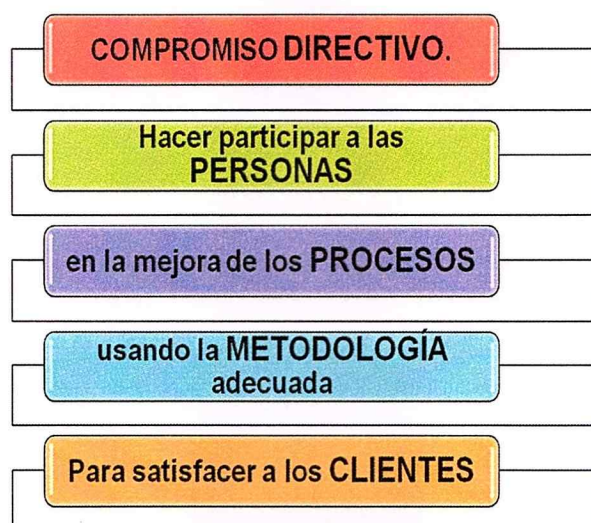 COMPROMISO DIRECTIVO.
Hacer participar a las
PERSONAS
en la mejora de los PROCESOS
usando la METODOLOGÍA
adecuada
Para satisfacer a los CLIENTES